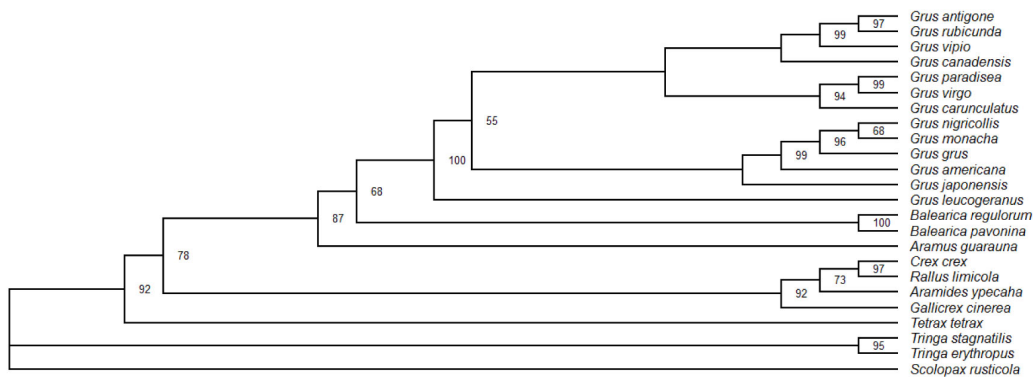 Grus antigone
97
Grus rubicunda
99
Grus vipio
Grus canadensis
Grus paradisea
99
Grus virgo
94
Grus carunculatus
55
Grus nigricollis
68
Grus monacha
96
Grus grus
99
100
Grus americana
Grus japonensis
68
Grus leucogeranus
87
Balearica regulorum
100
Balearica pavonina
Aramus guarauna
78
Crex crex
97
Rallus limicola
73
92
Aramides ypecaha
92
Gallicrex cinerea
Tetrax tetrax
Tringa stagnatilis
95
Tringa erythropus
Scolopax rusticola